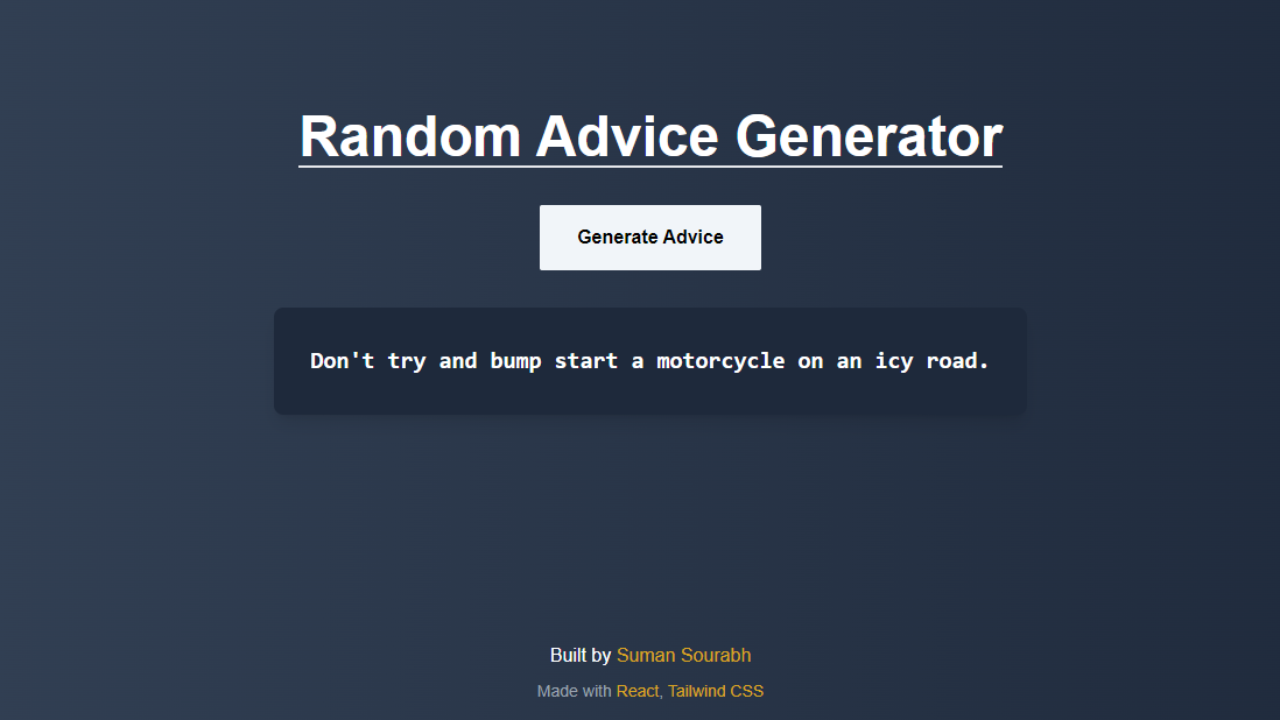 Random Advice Generator
Generate Advice
Don't try and bump start a motorcycle on an icy road.
Built by Suman Sourabh
Made with React, Tailwind CSS